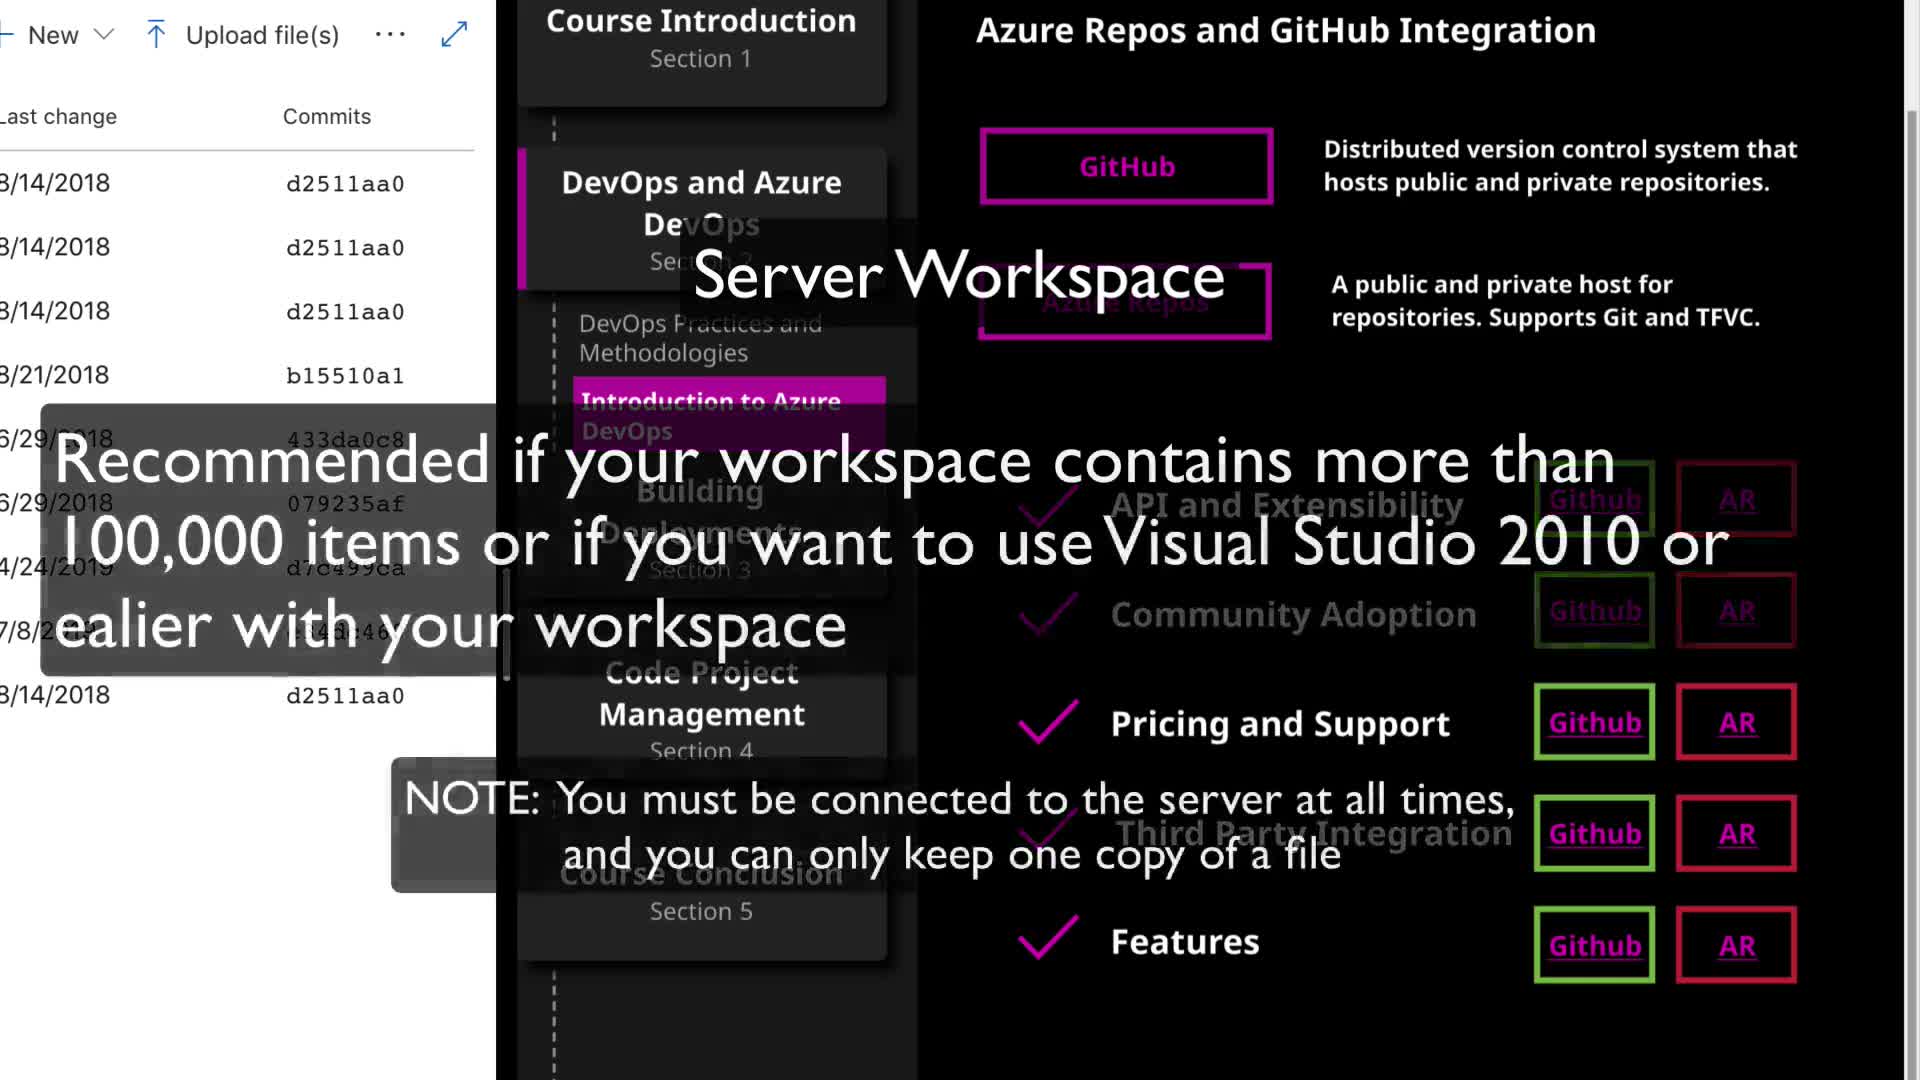 New
Upload file(s)
Last change
Commits
8/14/2018
d2511aa0
8/14/2018
d2511aa0
8/14/2018
d2511aa0
8/21/2018
b15510a1
6/29/2018
433da0c8
6/29/2018
079235af
4/24/2019
d7c499ca
7/8/2019
8/14/2018
d2511aa0
Course Introduction
Section 1
DevOps and Azure
DevOps
Section 2
DevOps Practices and
Methodologies
Introduction to Azure
DevOps
Building
Deployments
Section 3
Code Project
Management
Section 4
Course Conclusion
Section 5
Azure Repos and GitHub Integration
GitHub
Distributed version control system that
hosts public and private repositories.
Azure Repos
A public and private host for
repositories. Supports Git and TFVC.
API and Extensibility
Github
AR
Community Adoption
Github
AR
Pricing and Support
Github
AR
Third Party Integration
Github
AR
Features
Github
AR
Server Workspace
Recommended if your workspace contains more than
100,000 items or if you want to use Visual Studio 2010 or
ealier with your workspace
NOTE: You must be connected to the server at all times,
and you can only keep one copy of a file